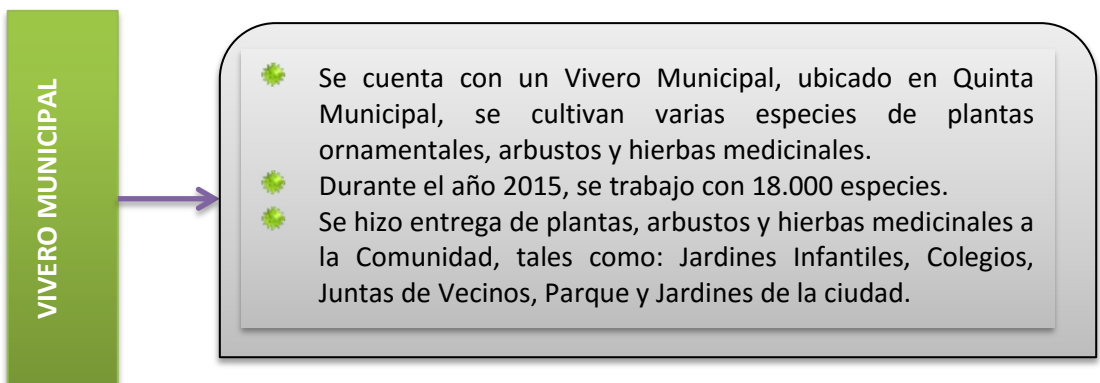 VIVERO MUNICIPAL
Se cuenta con un Vivero Municipal, ubicado en Quinta
Municipal, se cultivan varias especies de plantas
ornamentales, arbustos y hierbas medicinales.
Durante el año 2015, se trabajo con 18.000 especies.
Se hizo entrega de plantas, arbustos y hierbas medicinales a
la Comunidad, tales como: Jardines Infantiles, Colegios,
Juntas de Vecinos, Parque y Jardines de la ciudad.